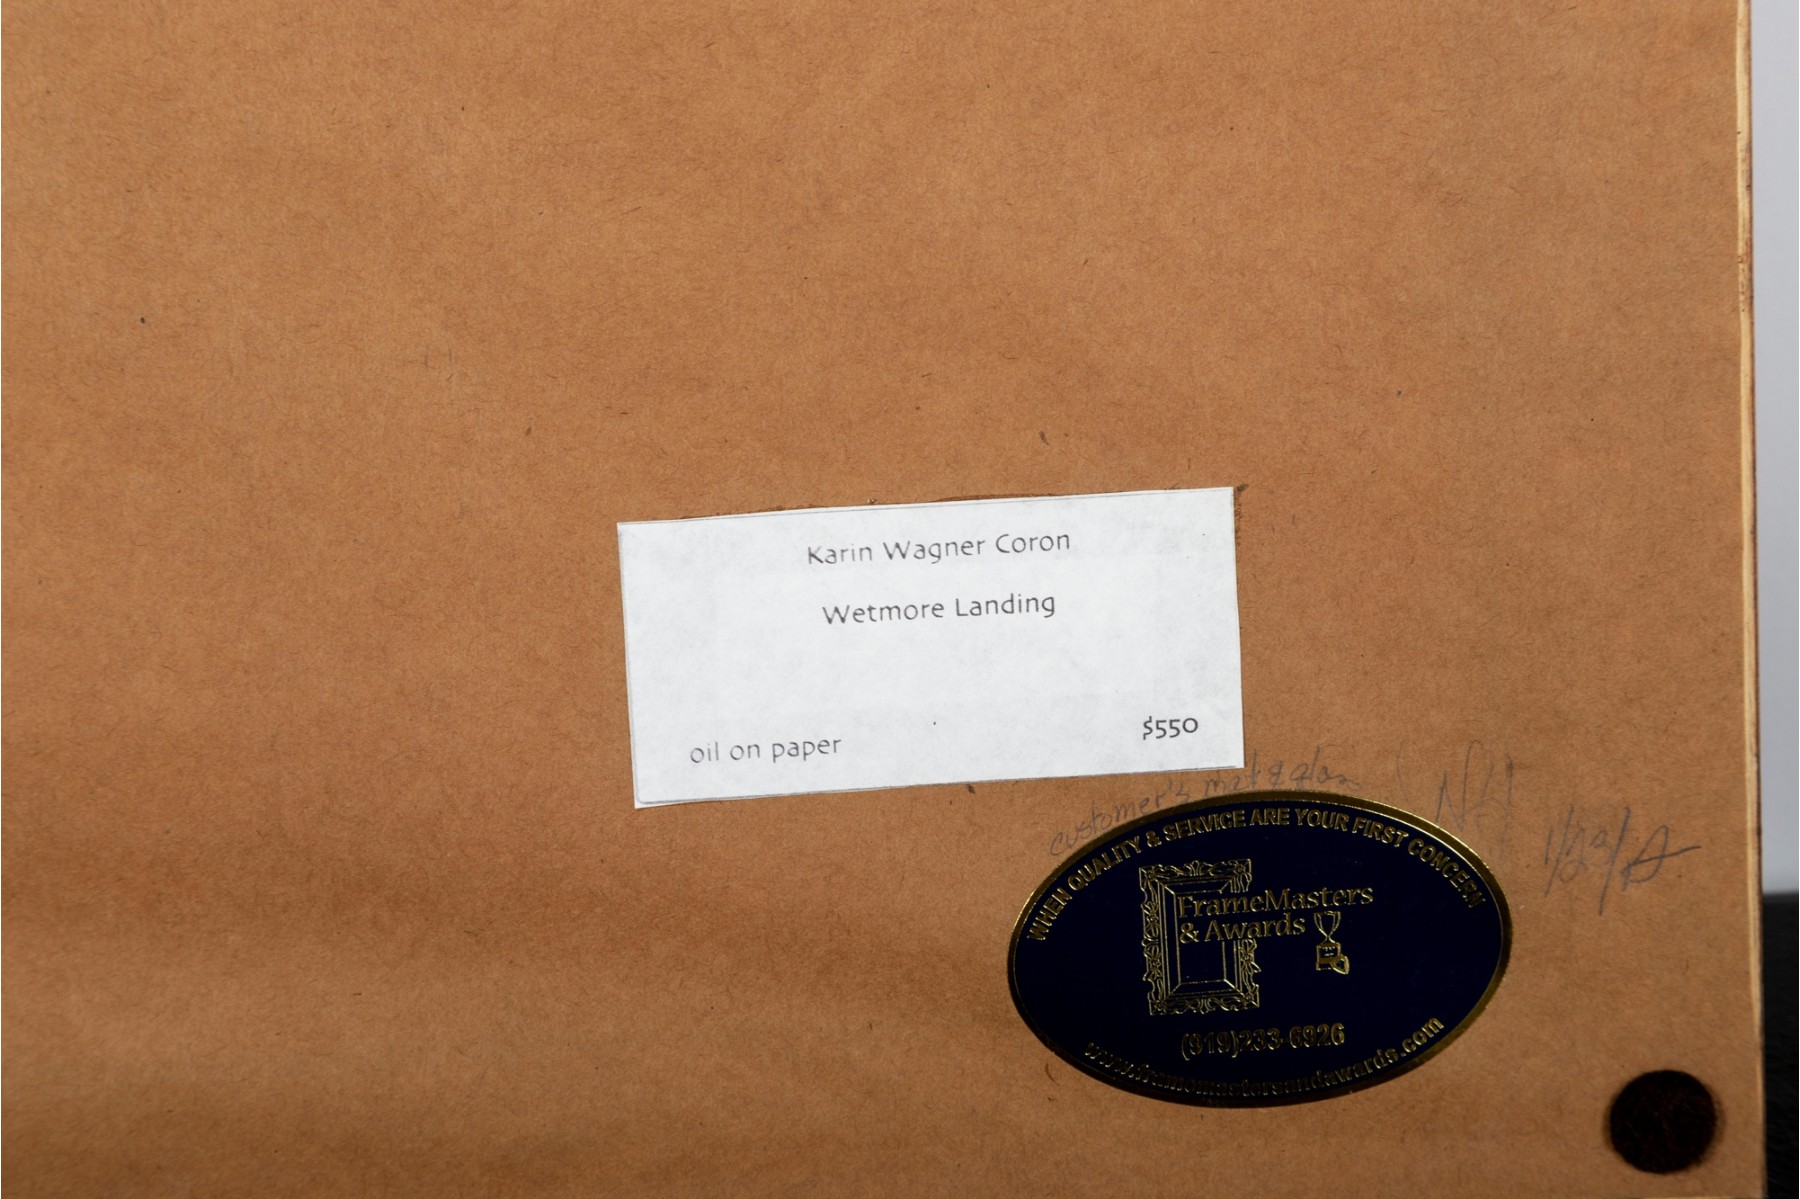 Karin Wagner Coron
Wetmore Landing
oil on paper
$550
customer's mat & glass
WHEN QUALITY & SERVICE ARE YOUR FIRST CONCERN
FrameMasters
& Awards
(919)233-6926
www.framemastersandawards.com